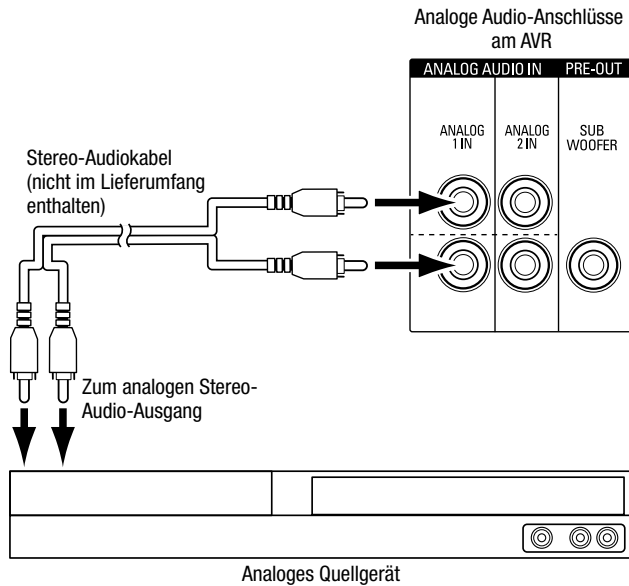 Analoge Audio-Anschlüsse
am AVR
ANALOG AUDIO IN
PRE-OUT
ANALOG
1 IN
ANALOG
2 IN
SUB
WOOFER
Stereo-Audiokabel
(nicht im Lieferumfang
enthalten)
Zum analogen Stereo-
Audio-Ausgang
Analoges Quellgerät